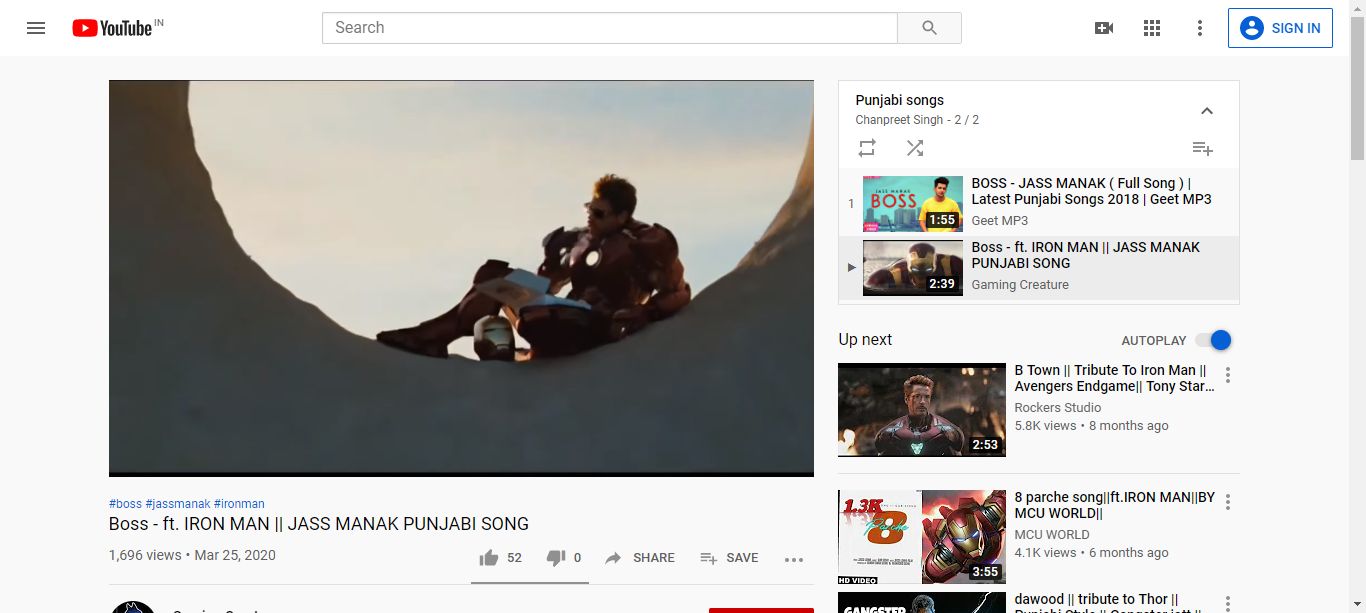 YouTube IN
Search
SIGN IN
#boss #jassmanak #ironman
Boss - ft. IRON MAN || JASS MANAK PUNJABI SONG
1,696 views • Mar 25, 2020
52
0
SHARE
SAVE
Punjabi songs
Chanpreet Singh - 2 / 2
1
JASS MANAK
BOSS
1:55
BOSS - JASS MANAK ( Full Song ) |
Latest Punjabi Songs 2018 | Geet MP3
Geet MP3
2:39
Boss - ft. IRON MAN || JASS MANAK
PUNJABI SONG
Gaming Creature
Up next
AUTOPLAY
2:53
B Town || Tribute To Iron Man ||
Avengers Endgame|| Tony Star...
Rockers Studio
5.8K views • 8 months ago
1.3K
8
Parche
HD VIDEO
3:55
8 parche song||ft.IRON MAN||BY
MCU WORLD||
MCU WORLD
4.1K views • 6 months ago
GANGSTER
dawood || tribute to Thor ||